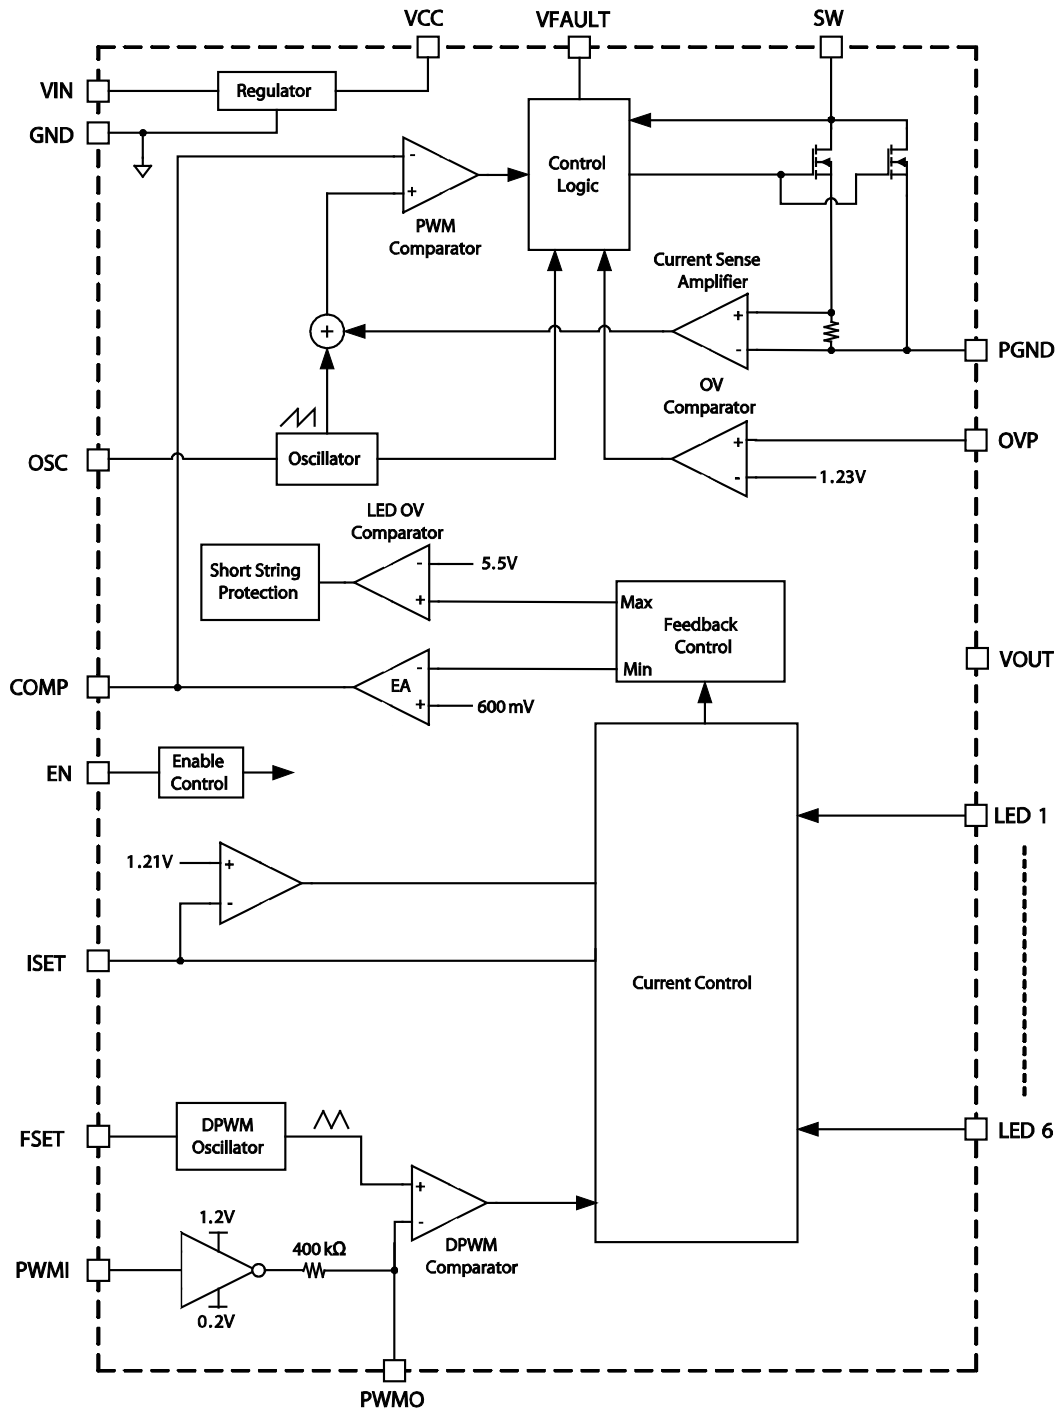 VCC
VFAULT
SW
VIN
Regulator
GND
-
+
PWM
Comparator
Control
Logic
Current Sense
Amplifier
+
-
+
PGND
OV
Comparator
+
-
OVP
1.23V
OSC
Oscillator
LED OV
Comparator
Short String
Protection
-
+
5.5V
Max
Feedback
Control
Min
VOUT
COMP
EA
-
+
600 mV
EN
Enable
Control
LED 1
1.21V
+
-
ISET
Current Control
FSET
DPWM
Oscillator
LED 6
+
-
DPWM
Comparator
1.2V
PWMI
400 kΩ
0.2V
PWMO